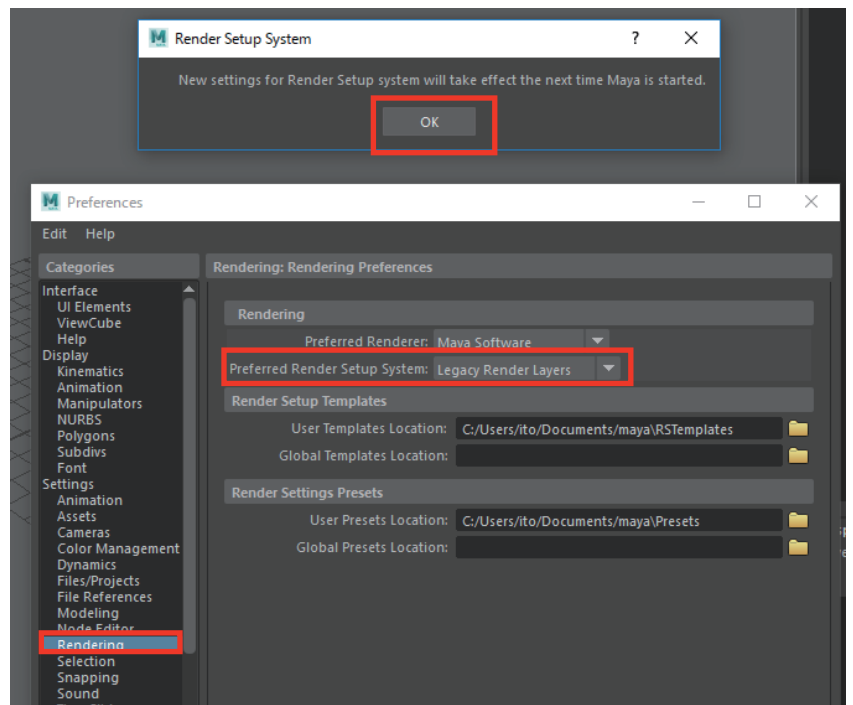 Render Setup System
New settings for Render Setup system will take effect the next time Maya is started.
OK
Preferences
Edit Help
Categories
Interface
UI Elements
ViewCube
Help
Display
Kinematics
Animation
Manipulators
NURBS
Polygons
Subdivs
Font
Settings
Animation
Assets
Cameras
Color Management
Dynamics
Files/Projects
File References
Modeling
Node Editor
Rendering
Selection
Snapping
Sound
Rendering: Rendering Preferences
Rendering
Preferred Renderer: Maya Software
Preferred Render Setup System: Legacy Render Layers
Render Setup Templates
User Templates Location: C:/Users/ito/Documents/maya\RSTemplates
Global Templates Location:
Render Settings Presets
User Presets Location: C:/Users/ito/Documents/maya\Presets
Global Presets Location: